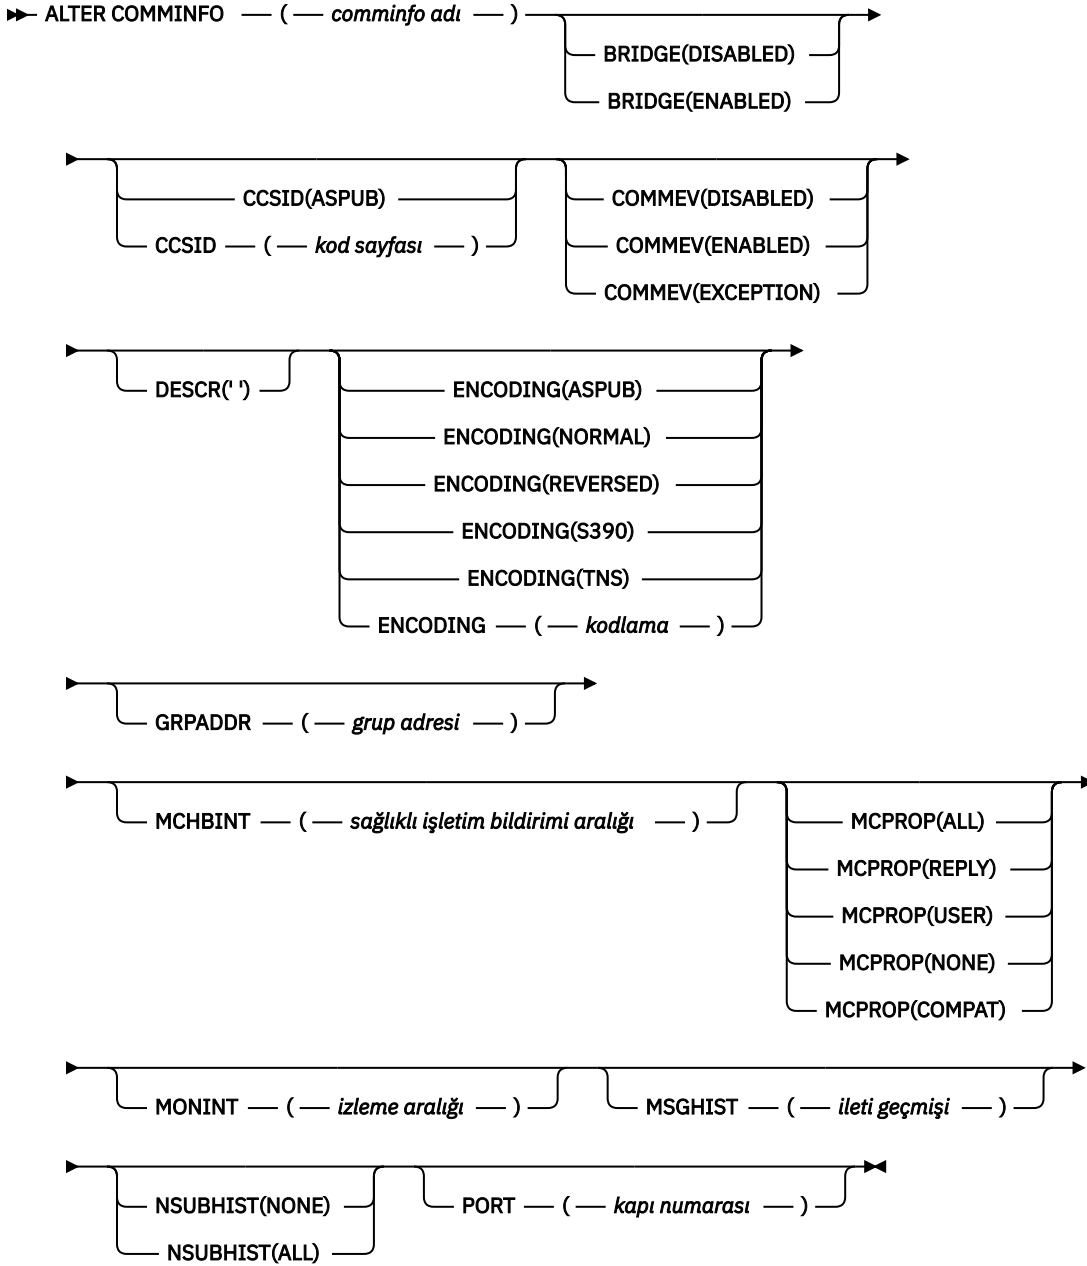 ALTER COMMINFO ( comminfo adı )
BRIDGE(DISABLED)
BRIDGE(ENABLED)
CCSID(ASPUB)
CCSID ( kod sayfası )
COMMEV(DISABLED)
COMMEV(ENABLED)
COMMEV(EXCEPTION)
DESCR(' ')
ENCODING(ASPUB)
ENCODING(NORMAL)
ENCODING(REVERSED)
ENCODING(S390)
ENCODING(TNS)
ENCODING ( kodlama )
GRPADDR ( grup adresi )
MCHBINT ( sağlıklı işletim bildirimi aralığı )
MCPROP(ALL)
MCPROP(REPLY)
MCPROP(USER)
MCPROP(NONE)
MCPROP(COMPAT)
MONINT ( izleme aralığı )
MSGHIST ( ileti geçmişi )
NSUBHIST(NONE)
NSUBHIST(ALL)
PORT ( kapı numarası )